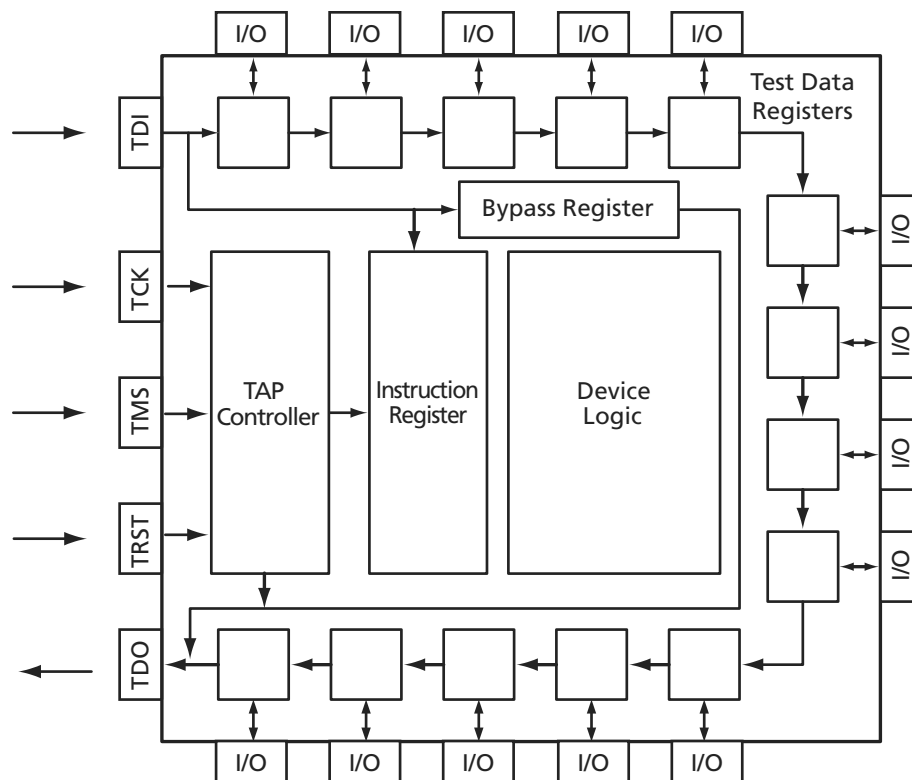 I/O I/O I/O I/O I/O
Test Data
Registers
TDI
Bypass Register
I/O
TCK
I/O
TAP
Controller
Instruction
Register
Device
Logic
TMS
I/O
TRST
I/O
TDO
I/O I/O I/O I/O I/O